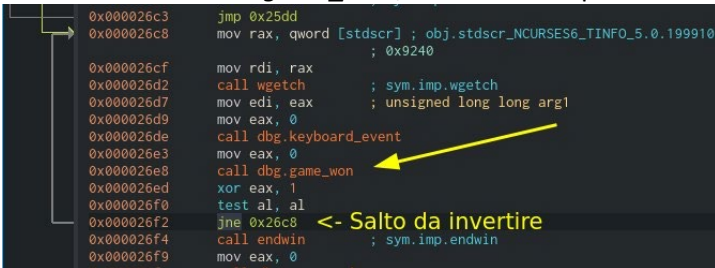 0x000026c3 jmp 0x25dd
0x000026c8 mov rax, qword [stdscr] ; obj.stdscr_NCURSES6_TINFO_5.0.199910
; 0x9240
0x000026cf mov rdi, rax
0x000026d2 call wgetch ; sym.imp.wgetch
0x000026d7 mov edi, eax ; unsigned long long arg1
0x000026d9 mov eax, 0
0x000026de call dbg.keyboard_event
0x000026e3 mov eax, 0
0x000026e8 call dbg.game_won
0x000026ed xor eax, 1
0x000026f0 test al, al
0x000026f2 jne 0x26c8 <- Salto da invertire
0x000026f4 call endwin ; sym.imp.endwin
0x000026f9 mov eax, 0